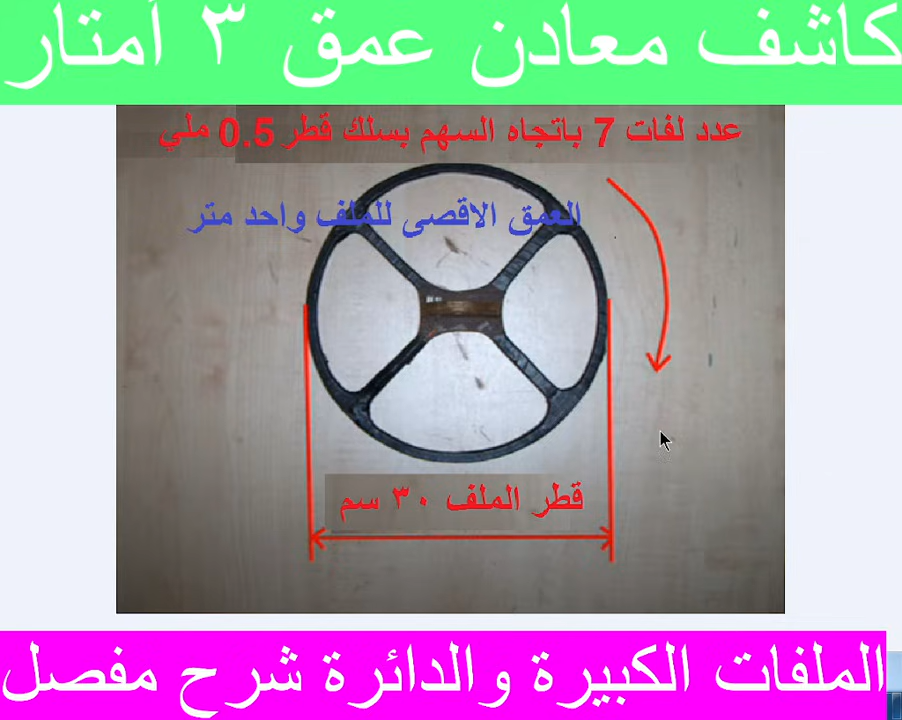 كاشف معادن عمق ٣ أمتار
عدد لفات 7 باتجاه السهم بسلك قطر 0.5 ملي
العمق الاقصى للملف واحد متر
قطر الملف ٣٠ سم
الملفات الكبيرة والدائرة شرح مفصل